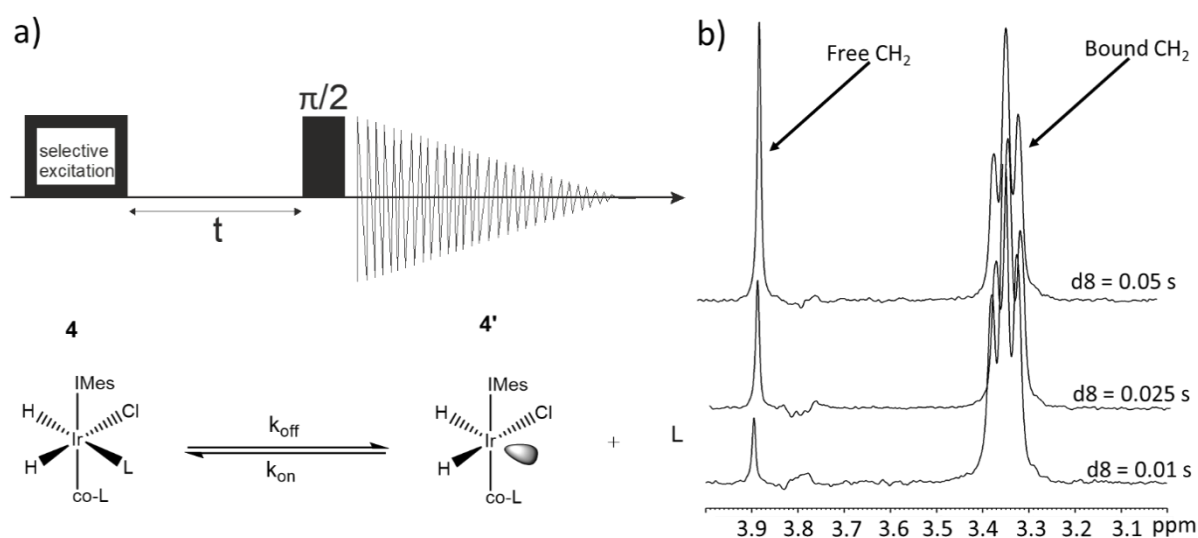 a)
selective
excitation
π/2
t
4
4'
IMes
H
Cl
Ir
H
L
co-L
koff
kon
IMes
H
Cl
Ir
H
co-L
+
L
b)
Free CH2
Bound CH2
d8 = 0.05 s
d8 = 0.025 s
d8 = 0.01 s
3.9 3.8 3.7 3.6 3.5 3.4 3.3 3.2 3.1 ppm